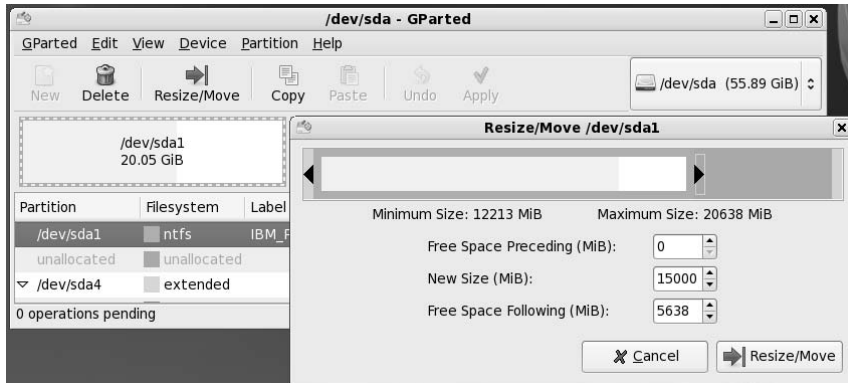 /dev/sda - GParted
GParted Edit View Device Partition Help
New Delete Resize/Move Copy Paste Undo Apply
/dev/sda (55.89 GiB)
/dev/sda1
20.05 GiB
Partition Filesystem Label
/dev/sda1 ntfs
unallocated unallocated
/dev/sda4 extended
0 operations pending
Resize/Move /dev/sda1
Minimum Size: 12213 MiB Maximum Size: 20638 MiB
Free Space Preceding (MiB): 0
New Size (MiB): 15000
Free Space Following (MiB): 5638
Cancel Resize/Move